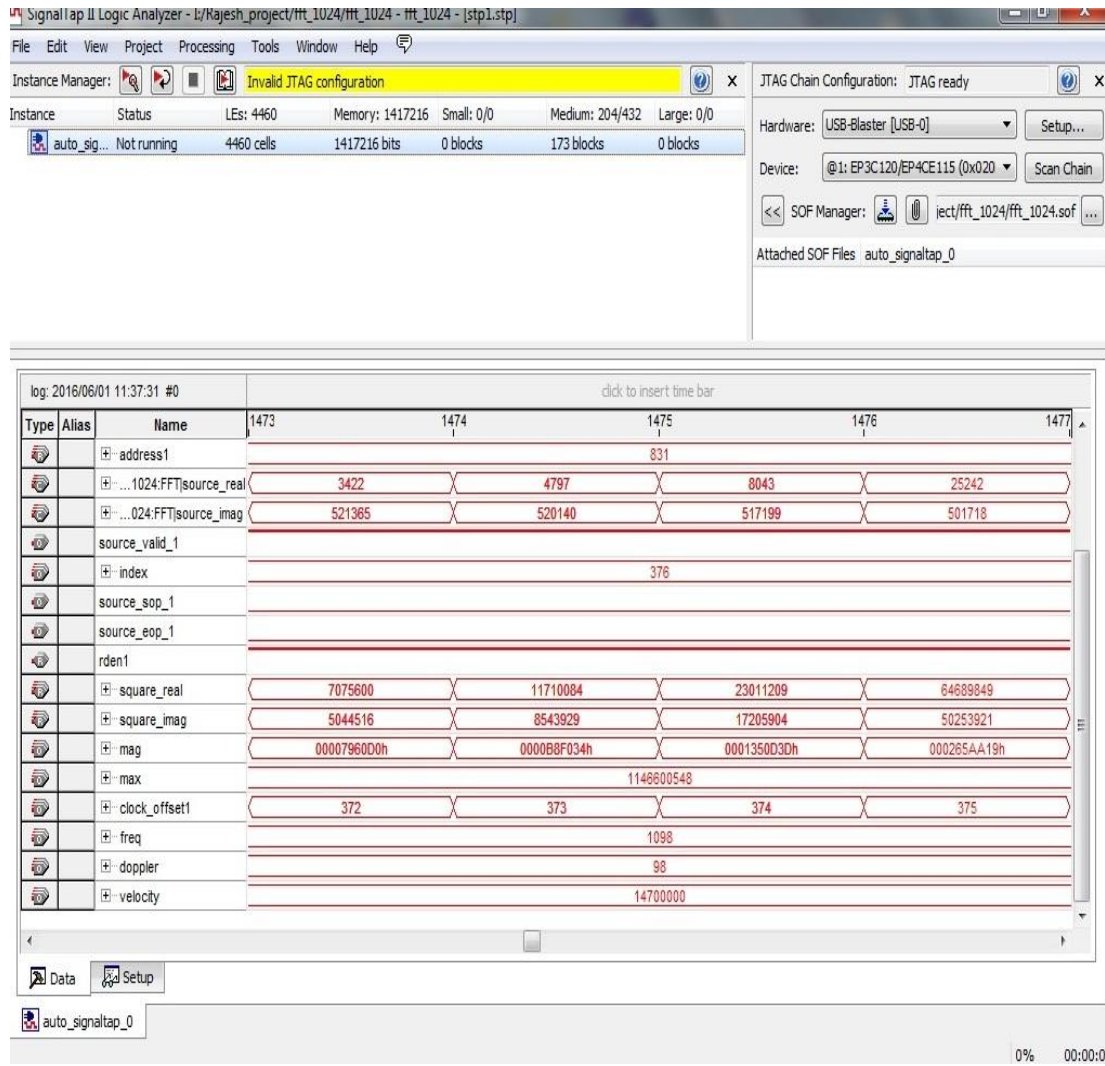 SignalTap II Logic Analyzer - I:/Rajesh_project/fft_1024/fft_1024 - fft_1024 - [stp1.stp]
File Edit View Project Processing Tools Window Help
Instance Manager: Invalid JTAG configuration x JTAG Chain Configuration: JTAG ready x
Instance Status LEs: 4460 Memory: 1417216 Small: 0/0 Medium: 204/432 Large: 0/0
auto_sig... Not running 4460 cells 1417216 bits 0 blocks 173 blocks 0 blocks
Hardware: USB-Blaster [USB-0] Setup...
Device: @1: EP3C120/EP4CE115 (0x020 Scan Chain
<< SOF Manager: ject/fft_1024/fft_1024.sof ...
Attached SOF Files auto_signaltap_0
log: 2016/06/01 11:37:31 #0 click to insert time bar
Type Alias Name 1473 1474 1475 1476 1477
address1 831
...1024:FFT|source_real 3422 4797 8043 25242
...024:FFT|source_imag 521365 520140 517199 501718
source_valid_1
index 376
source_sop_1
source_eop_1
rden1
square_real 7075600 11710084 23011209 64689849
square_imag 5044516 8543929 17205904 50253921
mag 00007960D0h 0000B8F034h 0001350D3Dh 000265AA19h
max 1146600548
clock_offset1 372 373 374 375
freq 1098
doppler 98
velocity 14700000
Data Setup
auto_signaltap_0
0% 00:00:0